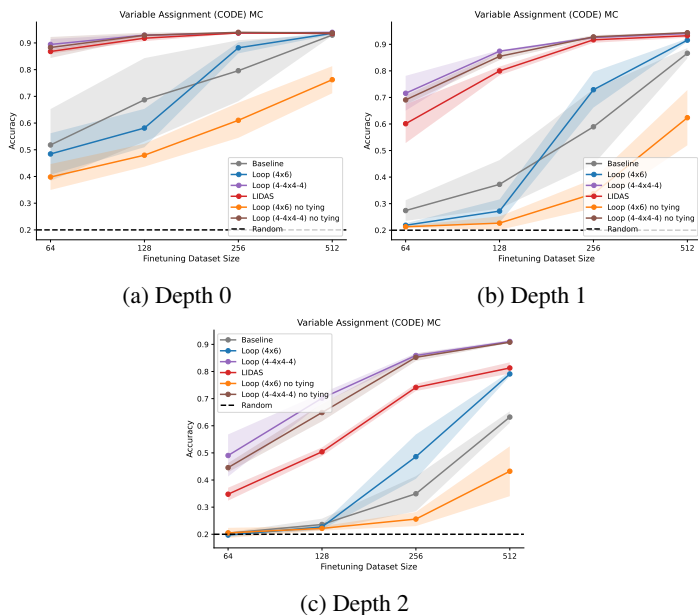 Variable Assignment (CODE) MC
Accuracy
0.9
0.8
0.7
0.6
0.5
0.4
0.3
0.2
Baseline
Loop (4x6)
Loop (4-4x4-4)
LIDAS
Loop (4x6) no tying
Loop (4-4x4-4) no tying
Random
64 128 256 512
Finetuning Dataset Size
(a) Depth 0
Variable Assignment (CODE) MC
Accuracy
0.9
0.8
0.7
0.6
0.5
0.4
0.3
0.2
Baseline
Loop (4x6)
Loop (4-4x4-4)
LIDAS
Loop (4x6) no tying
Loop (4-4x4-4) no tying
Random
64 128 256 512
Finetuning Dataset Size
(b) Depth 1
Variable Assignment (CODE) MC
Accuracy
0.9
0.8
0.7
0.6
0.5
0.4
0.3
0.2
Baseline
Loop (4x6)
Loop (4-4x4-4)
LIDAS
Loop (4x6) no tying
Loop (4-4x4-4) no tying
Random
64 128 256 512
Finetuning Dataset Size
(c) Depth 2